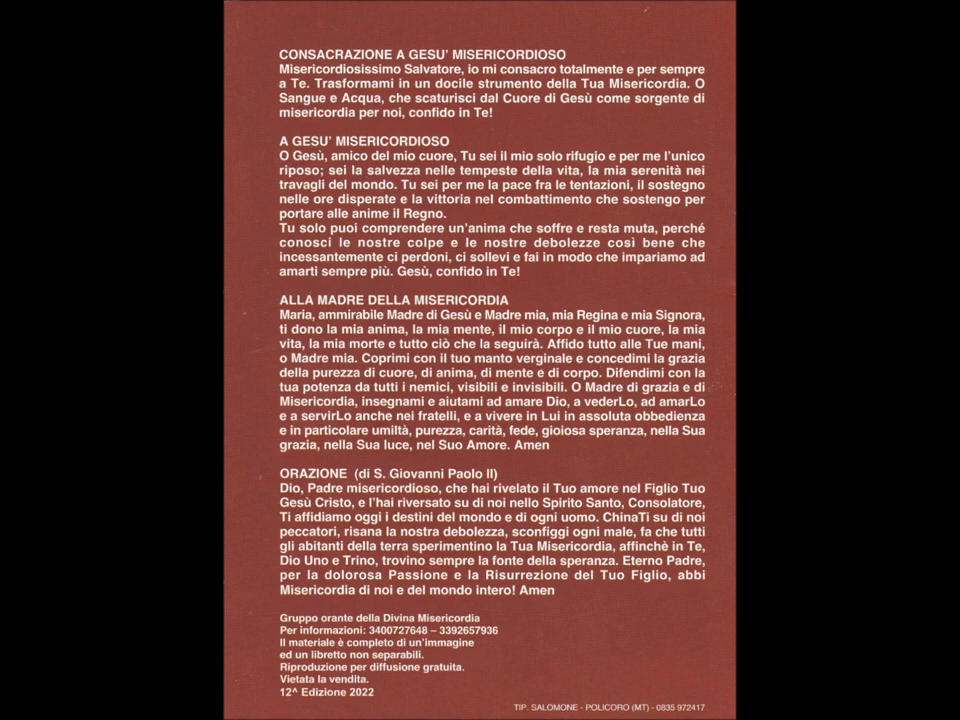 CONSACRAZIONE A GESU' MISERICORDIOSO
Misericordiosissimo Salvatore, io mi consacro totalmente e per sempre
a Te. Trasformami in un docile strumento della Tua Misericordia. O
Sangue e Acqua, che scaturisci dal Cuore di Gesù come sorgente di
misericordia per noi, confido in Te!
A GESU' MISERICORDIOSO
O Gesù, amico del mio cuore, Tu sei il mio solo rifugio e per me l'unico
riposo; sei la salvezza nelle tempeste della vita, la mia serenità nei
travagli del mondo. Tu sei per me la pace fra le tentazioni, il sostegno
nelle ore disperate e la vittoria nel combattimento che sostengo per
portare alle anime il Regno.
Tu solo puoi comprendere un'anima che soffre e resta muta, perché
conosci le nostre colpe e le nostre debolezze così bene che
incessantemente ci perdoni, ci sollevi e fai in modo che impariamo ad
amarti sempre più. Gesù, confido in Te!
ALLA MADRE DELLA MISERICORDIA
Maria, ammirabile Madre di Gesù e Madre mia, mia Regina e mia Signora,
ti dono la mia anima, la mia mente, il mio corpo e il mio cuore, la mia
vita, la mia morte e tutto ciò che la seguirà. Affido tutto alle Tue mani,
o Madre mia. Coprimi con il tuo manto verginale e concedimi la grazia
della purezza di cuore, di anima, di mente e di corpo. Difendimi con la
tua potenza da tutti i nemici, visibili e invisibili. O Madre di grazia e di
Misericordia, insegnami e aiutami ad amare Dio, a vederLo, ad amarLo
e a servirLo anche nei fratelli, e a vivere in Lui in assoluta obbedienza
e in particolare umiltà, purezza, carità, fede, gioiosa speranza, nella Sua
grazia, nella Sua luce, nel Suo Amore. Amen
ORAZIONE (di S. Giovanni Paolo II)
Dio, Padre misericordioso, che hai rivelato il Tuo amore nel Figlio Tuo
Gesù Cristo, e l'hai riversato su di noi nello Spirito Santo, Consolatore,
Ti affidiamo oggi i destini del mondo e di ogni uomo. ChinaTi su di noi
peccatori, risana la nostra debolezza, sconfiggi ogni male, fa che tutti
gli abitanti della terra sperimentino la Tua Misericordia, affinchè in Te,
Dio Uno e Trino, trovino sempre la fonte della speranza. Eterno Padre,
per la dolorosa Passione e la Risurrezione del Tuo Figlio, abbi
Misericordia di noi e del mondo intero! Amen
Gruppo orante della Divina Misericordia
Per informazioni: 3400727648 – 3392657936
Il materiale è completo di un'immagine
ed un libretto non separabili.
Riproduzione per diffusione gratuita.
Vietata la vendita.
12^ Edizione 2022
TIP. SALOMONE - POLICORO (MT) - 0835 972417